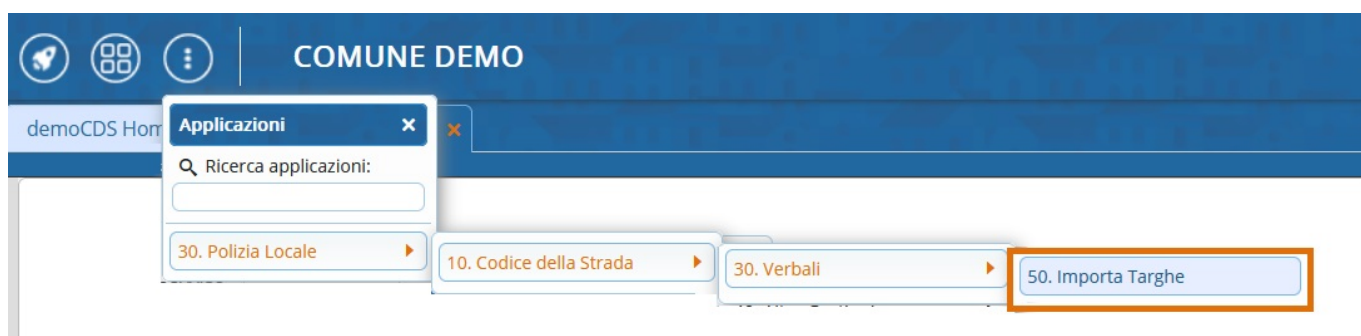 COMUNE DEMO
demoCDS Hom
Applicazioni ×
×
Ricerca applicazioni:
30. Polizia Locale
10. Codice della Strada
30. Verbali
50. Importa Targhe